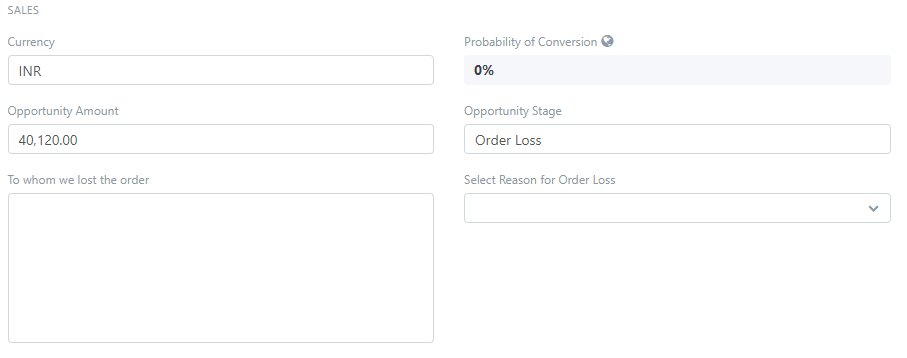 SALES
Currency
INR
Probability of Conversion
0%
Opportunity Amount
40,120.00
Opportunity Stage
Order Loss
To whom we lost the order
Select Reason for Order Loss